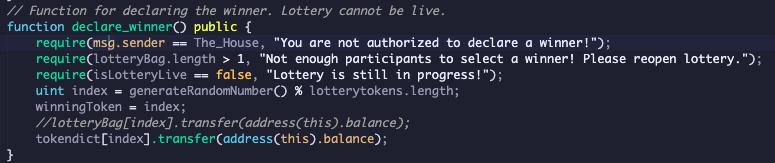 // Function for declaring the winner. Lottery cannot be live.
function declare_winner() public {
require(msg.sender == The_House, "You are not authorized to declare a winner!");
require(lotteryBag.length > 1, "Not enough participants to select a winner! Please reopen lottery.");
require(isLotteryLive == false, "Lottery is still in progress!");
uint index = generateRandomNumber() % lotterytokens.length;
winningToken = index;
//lotteryBag[index].transfer(address(this).balance);
tokendict[index].transfer(address(this).balance);
}